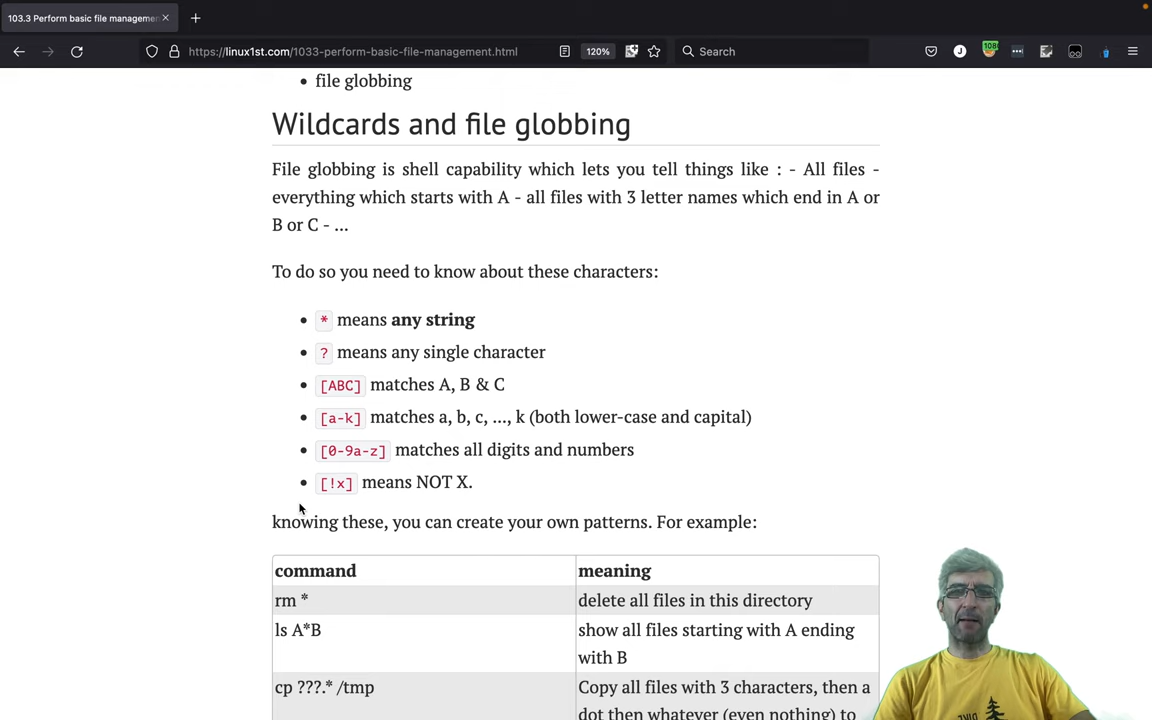 103.3 Perform basic file managemen
https://linux1st.com/1033-perform-basic-file-management.html
120%
Search
J
108
file globbing
Wildcards and file globbing
File globbing is shell capability which lets you tell things like : - All files -
everything which starts with A - all files with 3 letter names which end in A or
B or C - ...
To do so you need to know about these characters:
* means any string
? means any single character
[ABC] matches A, B & C
[a-k] matches a, b, c, ..., k (both lower-case and capital)
[0-9a-z] matches all digits and numbers
[!x] means NOT X.
knowing these, you can create your own patterns. For example:
command meaning
rm * delete all files in this directory
ls A*B show all files starting with A ending
with B
cp ???.* /tmp Copy all files with 3 characters, then a
dot then whatever (even nothing) to